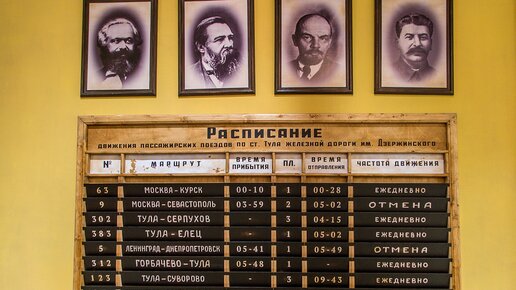 РАСПИСАНИЕ
ДВИЖЕНИЯ ПАССАЖИРСКИХ ПОЕЗДОВ ПО СТ. ТУЛА ЖЕЛЕЗНОЙ ДОРОГИ ИМ. ДЗЕРЖИНСКОГО
№ МАРШРУТ ВРЕМЯ ПРИБЫТИЯ ПЛ. ВРЕМЯ ОТПРАВЛЕНИЯ ЧАСТОТА ДВИЖЕНИЯ
63 МОСКВА-КУРСК 00-10 1 00-28 ЕЖЕДНЕВНО
9 МОСКВА-СЕВАСТОПОЛЬ 03-59 2 05-02 ОТМЕНА
302 ТУЛА-СЕРПУХОВ - 3 04-15 ЕЖЕДНЕВНО
383 ТУЛА-ЕЛЕЦ - 1 05-02 ЕЖЕДНЕВНО
5 ЛЕНИНГРАД-ДНЕПРОПЕТРОВСК 05-41 1 05-49 ОТМЕНА
312 ГОРБАЧЕВО-ТУЛА 05-48 1 - ЕЖЕДНЕВНО
123 ТУЛА-СУВОРОВО - 3 09-43 ЕЖЕДНЕВНО